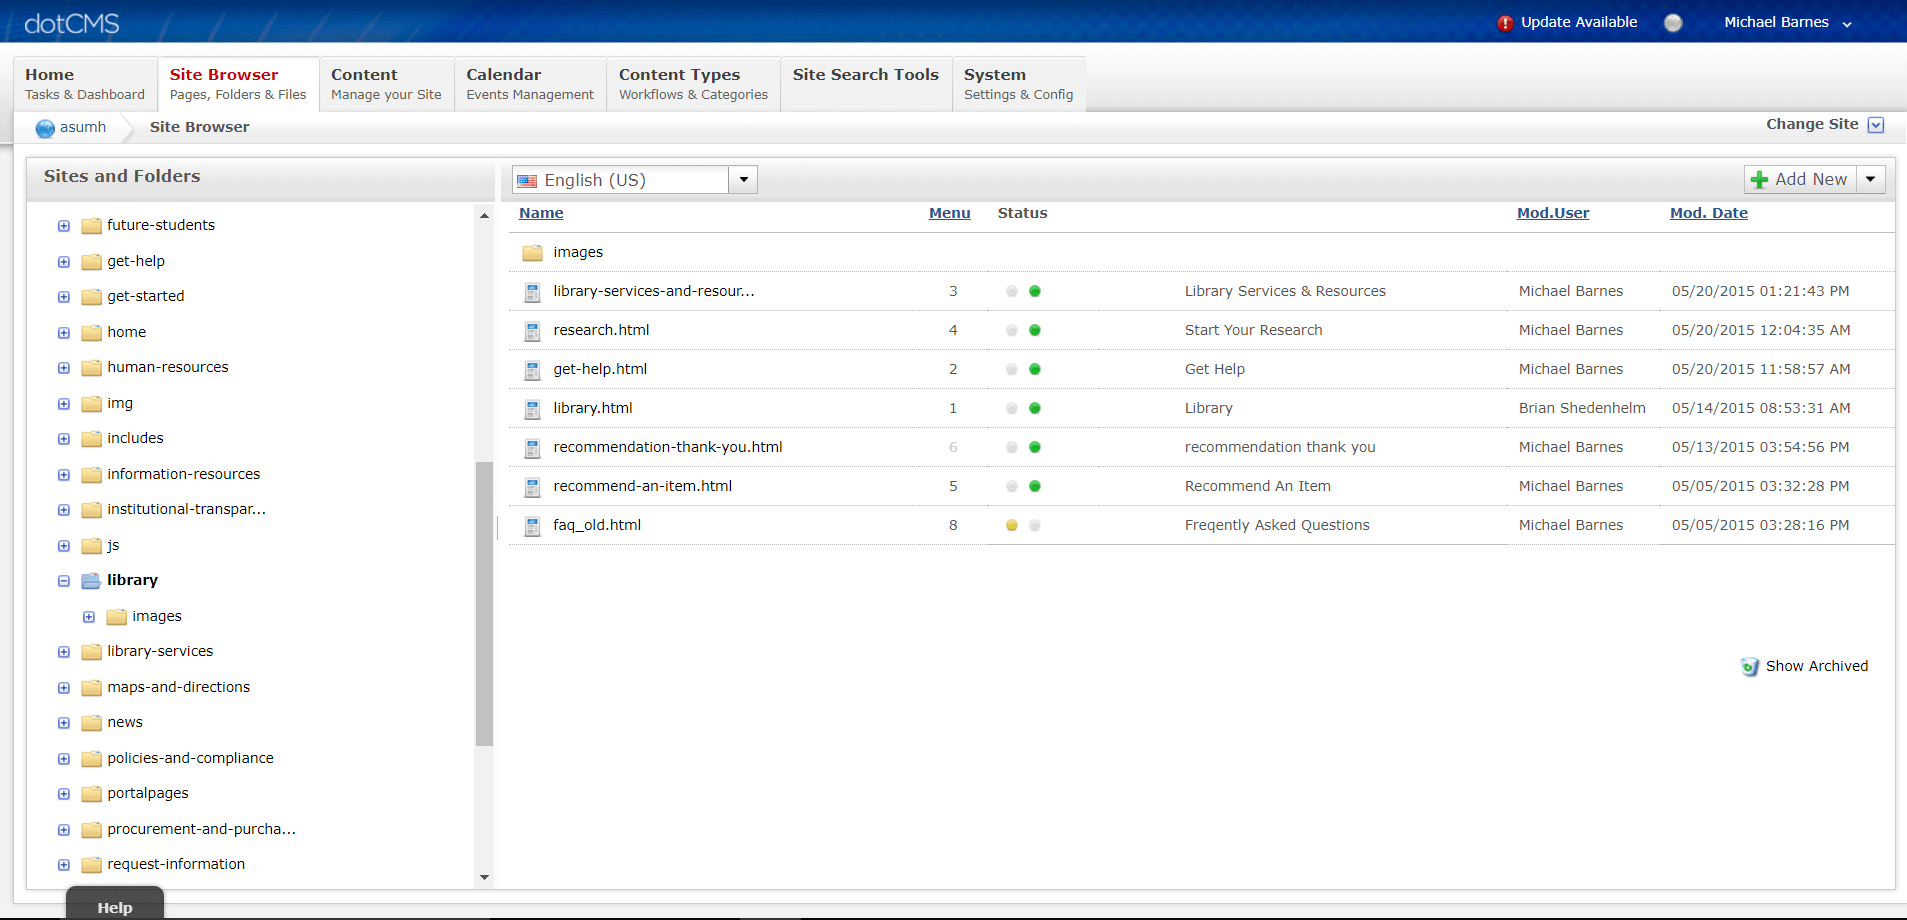 dotCMS
Update Available
Michael Barnes
Home
Tasks & Dashboard
Site Browser
Pages, Folders & Files
Content
Manage your Site
Calendar
Events Management
Content Types
Workflows & Categories
Site Search Tools
System
Settings & Config
asumh
Site Browser
Change Site
Sites and Folders
future-students
get-help
get-started
home
human-resources
img
includes
information-resources
institutional-transpar...
js
library
images
library-services
maps-and-directions
news
policies-and-compliance
portalpages
procurement-and-purcha...
request-information
Help
English (US)
Add New
Name Menu Status Mod.User Mod. Date
images
library-services-and-resour... 3 Library Services & Resources Michael Barnes 05/20/2015 01:21:43 PM
research.html 4 Start Your Research Michael Barnes 05/20/2015 12:04:35 AM
get-help.html 2 Get Help Michael Barnes 05/20/2015 11:58:57 AM
library.html 1 Library Brian Shedenhelm 05/14/2015 08:53:31 AM
recommendation-thank-you.html 6 recommendation thank you Michael Barnes 05/13/2015 03:54:56 PM
recommend-an-item.html 5 Recommend An Item Michael Barnes 05/05/2015 03:32:28 PM
faq_old.html 8 Freqently Asked Questions Michael Barnes 05/05/2015 03:28:16 PM
Show Archived